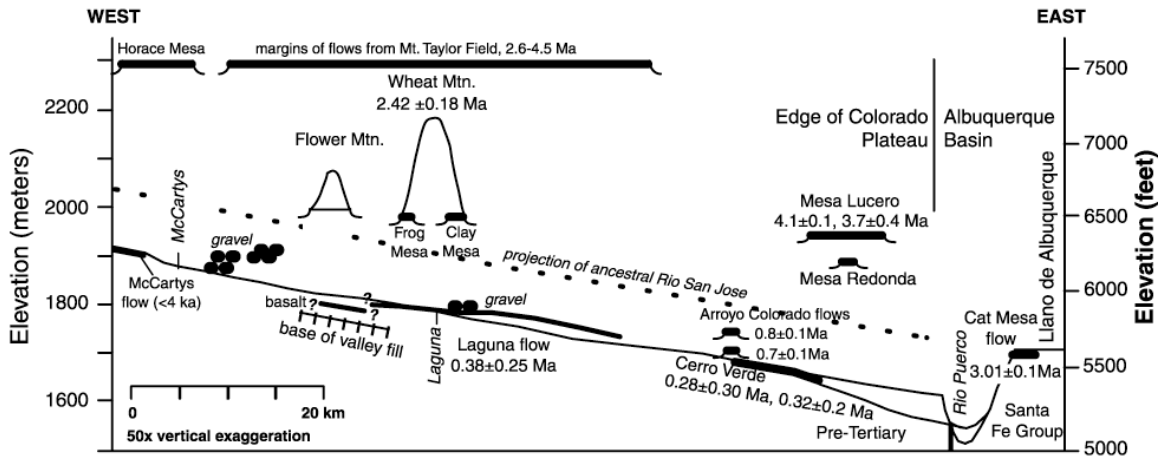 WEST
EAST
Horace Mesa
margins of flows from Mt. Taylor Field, 2.6-4.5 Ma
Wheat Mtn.
2.42 ±0.18 Ma
Flower Mtn.
Edge of Colorado
Plateau
Albuquerque
Basin
Elevation (meters)
2200
2000
1800
1600
7500
7000
6500
6000
5500
5000
Elevation (feet)
Llano de Albuquerque
McCartys
gravel
Frog
Mesa
Clay
Mesa
Mesa Lucero
4.1±0.1, 3.7±0.4 Ma
Mesa Redonda
projection of ancestral Rio San Jose
McCartys
flow (<4 ka)
basalt
?
?
?
base of valley fill
Laguna
gravel
Laguna flow
0.38±0.25 Ma
Arroyo Colorado flows
0.8±0.1Ma
0.7±0.1Ma
Cerro Verde
0.28±0.30 Ma, 0.32±0.2 Ma
Pre-Tertiary
Rio Puerco
Cat Mesa
flow
3.01±0.1Ma
Santa
Fe Group
0
20 km
50x vertical exaggeration